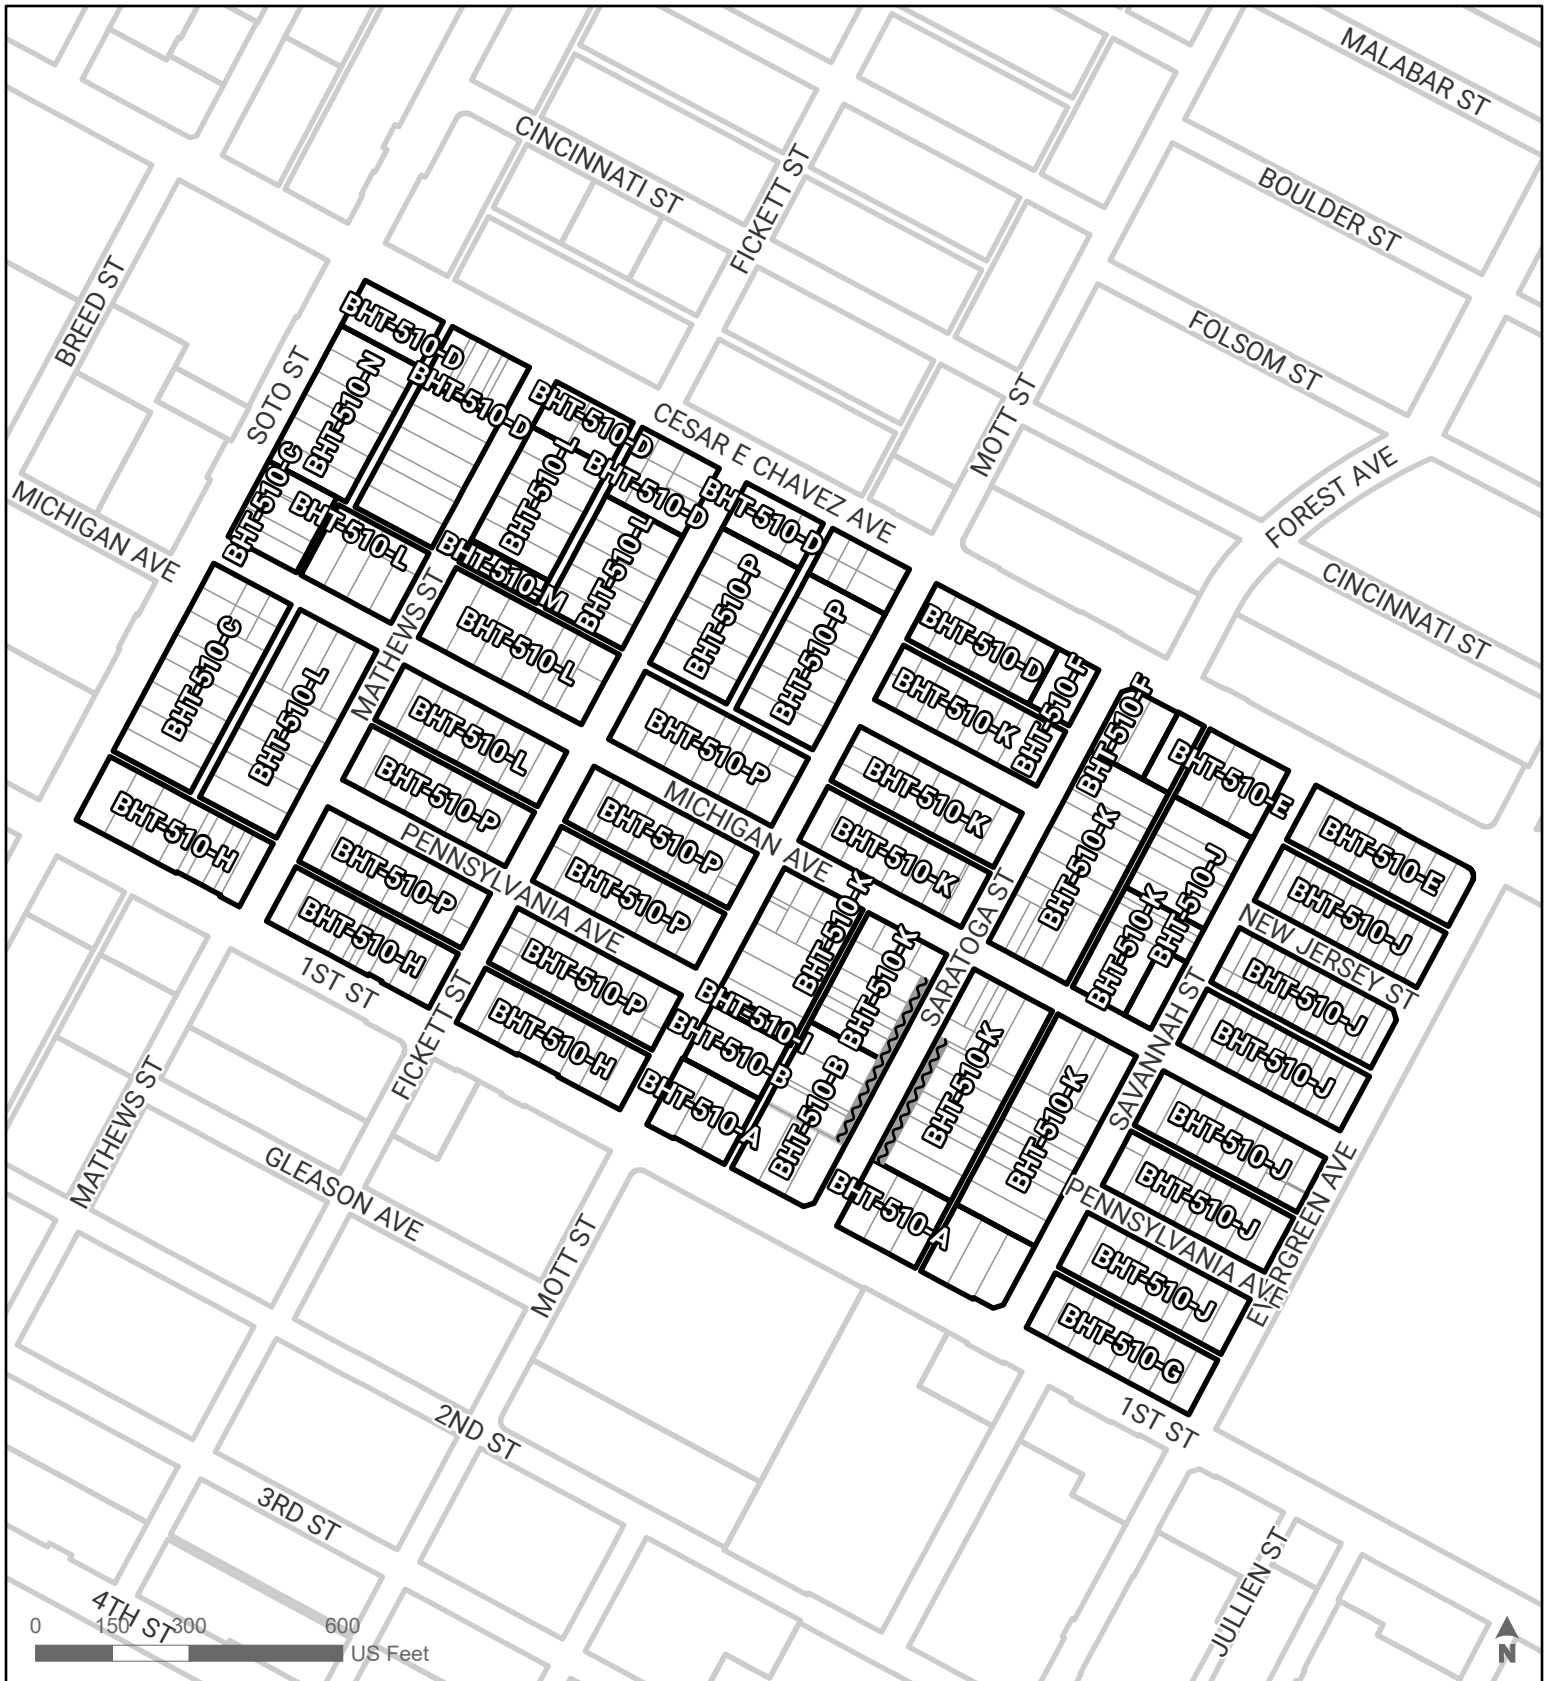 MALABAR ST
CINCINNATI ST
FICKETT ST
BOULDER ST
BREED ST
FOLSOM ST
SOTO ST
BHT-510-D
BHT-510-N
BHT-510-D
BHT-510-D
CESAR E CHAVEZ AVE
MOTT ST
FOREST AVE
MICHIGAN AVE
BHT-510-C
BHT-510-L
BHT-510-L
BHT-510-D
BHT-510-D
BHT-510-M
BHT-510-L
BHT-510-P
BHT-510-P
CINCINNATI ST
BHT-510-C
BHT-510-L
MATHEWS ST
BHT-510-L
BHT-510-D
BHT-510-F
BHT-510-K
BHT-510-F
BHT-510-E
BHT-510-L
BHT-510-P
BHT-510-K
BHT-510-P
MICHIGAN AVE
BHT-510-H
PENNSYLVANIA AVE
BHT-510-P
BHT-510-P
BHT-510-K
BHT-510-K
BHT-510-J
BHT-510-E
BHT-510-P
BHT-510-H
BHT-510-K
BHT-510-K
SARATOGA ST
BHT-510-K
BHT-510-J
NEW JERSEY ST
1ST ST
FICKETT ST
BHT-510-P
BHT-510-H
BHT-510-I
BHT-510-B
BHT-510-A
BHT-510-B
BHT-510-K
BHT-510-K
SAVANNAH ST
BHT-510-J
BHT-510-J
MATHEWS ST
GLEASON AVE
MOTT ST
BHT-510-A
BHT-510-J
BHT-510-J
PENNSYLVANIA AVE
EVERGREEN AVE
BHT-510-J
BHT-510-G
1ST ST
2ND ST
3RD ST
4TH ST
JULLIEN ST
0 150 300 600
US Feet
N